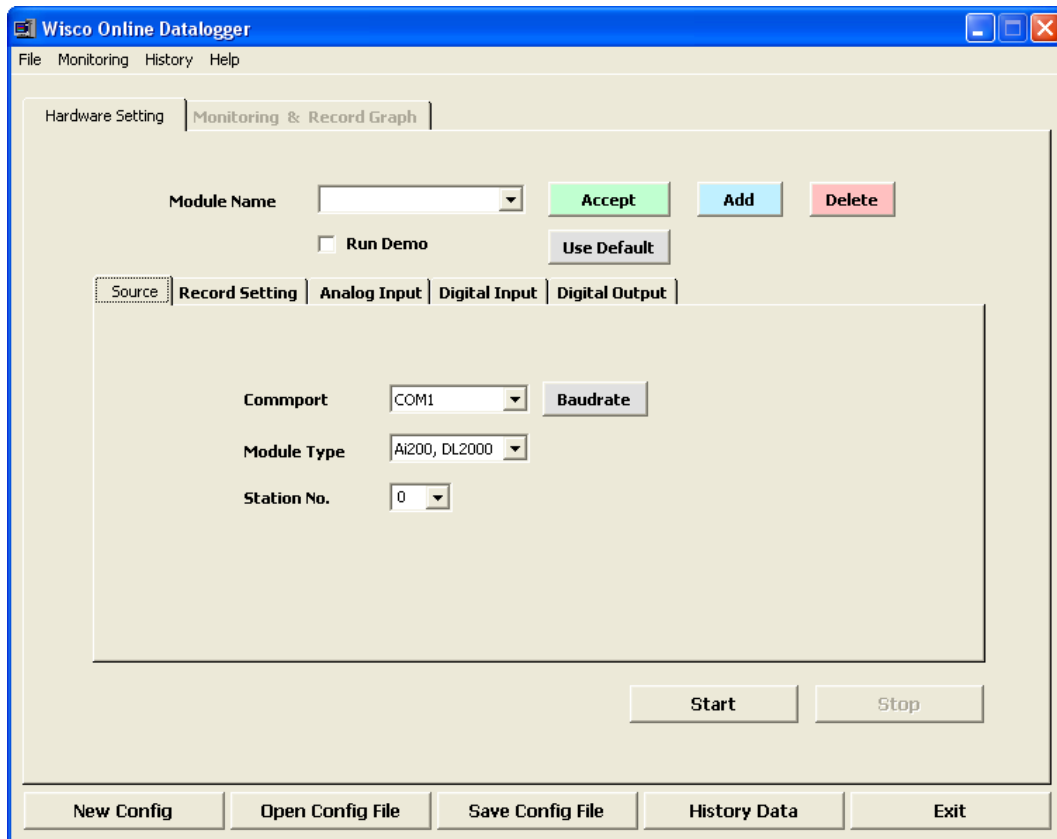 Wisco Online Datalogger
File Monitoring History Help
Hardware Setting Monitoring & Record Graph
Module Name Accept Add Delete
Run Demo Use Default
Source Record Setting Analog Input Digital Input Digital Output
Commport COM1 Baudrate
Module Type Ai200, DL2000
Station No. 0
Start Stop
New Config Open Config File Save Config File History Data Exit